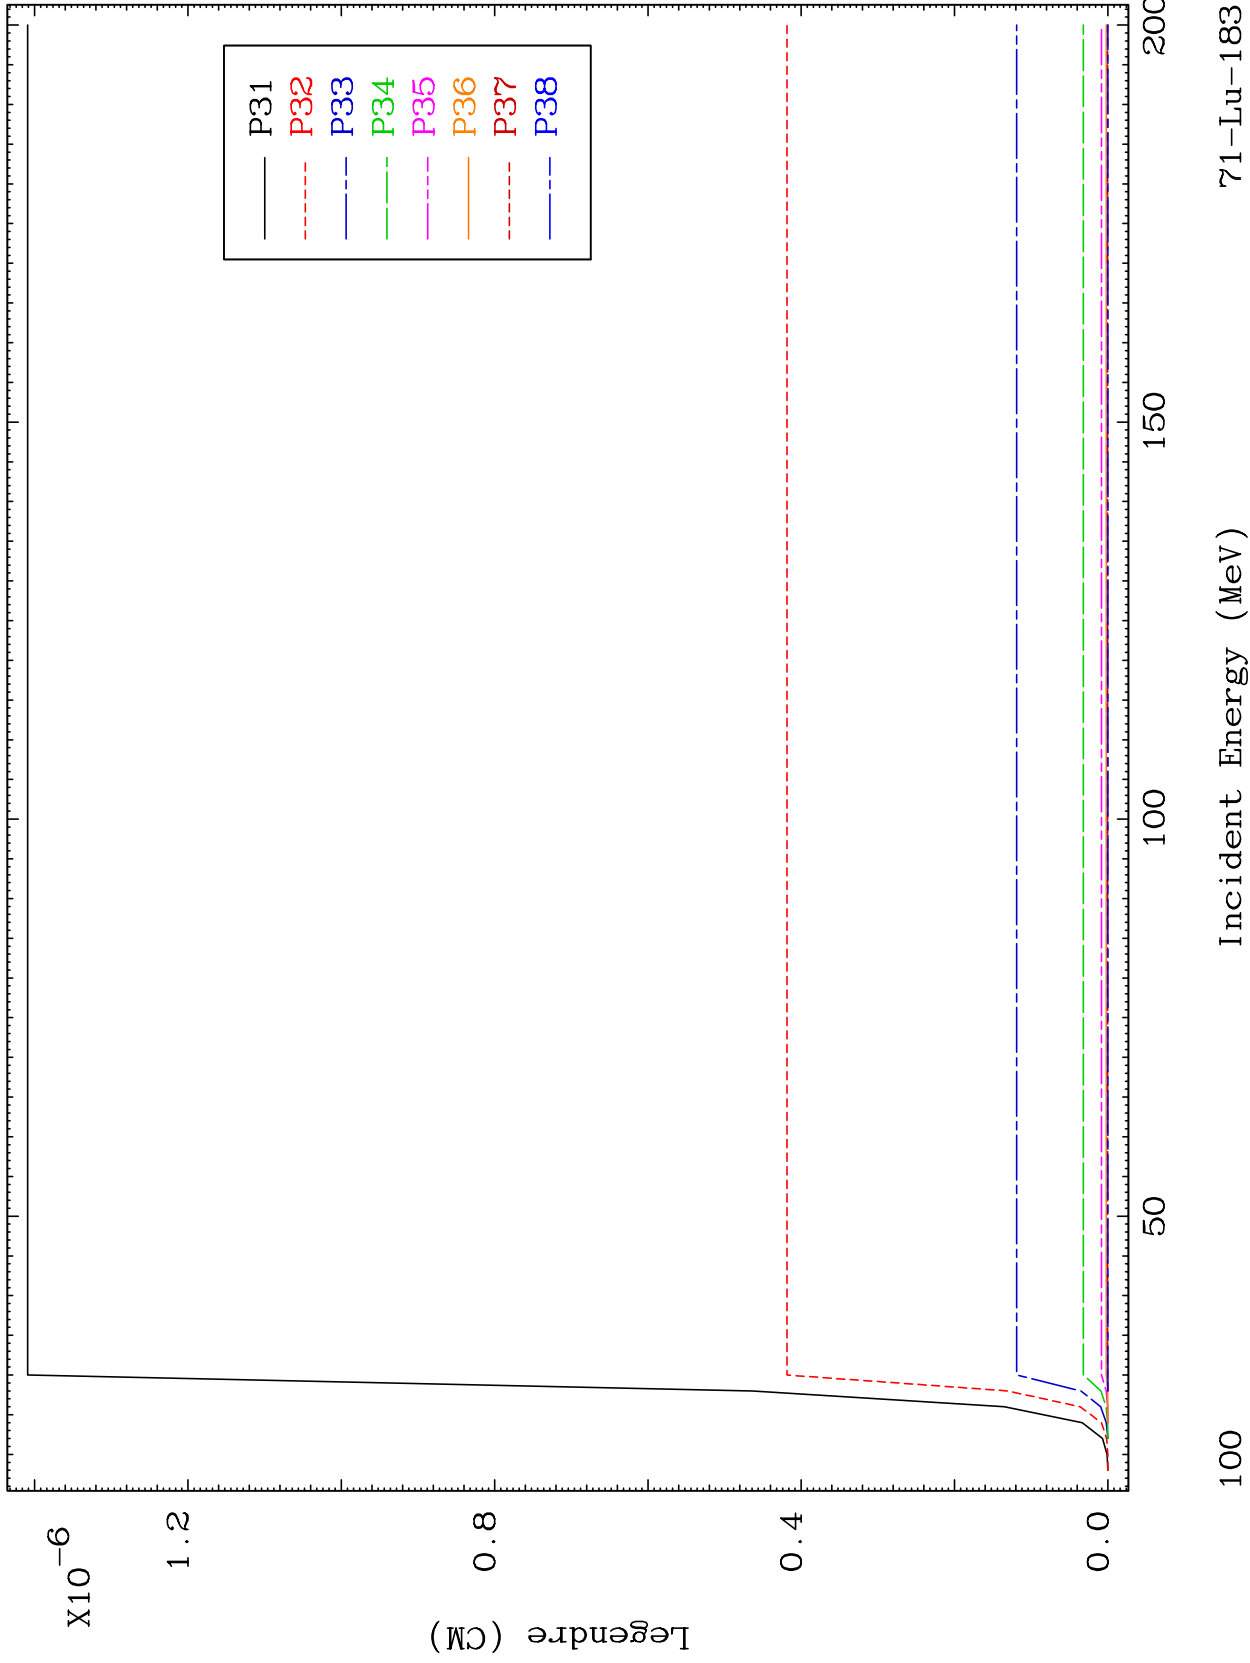 X10-6
1.2
0.8
0.4
0.0
Legendre (CM)
P31
P32
P33
P34
P35
P36
P37
P38
50
100
150
200
Incident Energy (MeV)
100
71-Lu-183